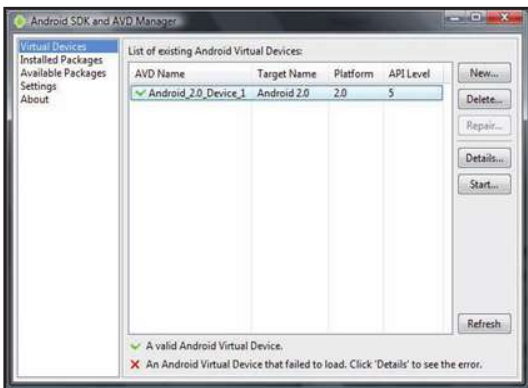 Android SDK and AVD Manager
Virtual Devices
Installed Packages
Available Packages
Settings
About
List of existing Android Virtual Devices:
AVD Name Target Name Platform API Level
Android_2.0_Device_1 Android 2.0 2.0 5
New...
Delete...
Repair...
Details...
Start...
Refresh
A valid Android Virtual Device.
An Android Virtual Device that failed to load. Click 'Details' to see the error.